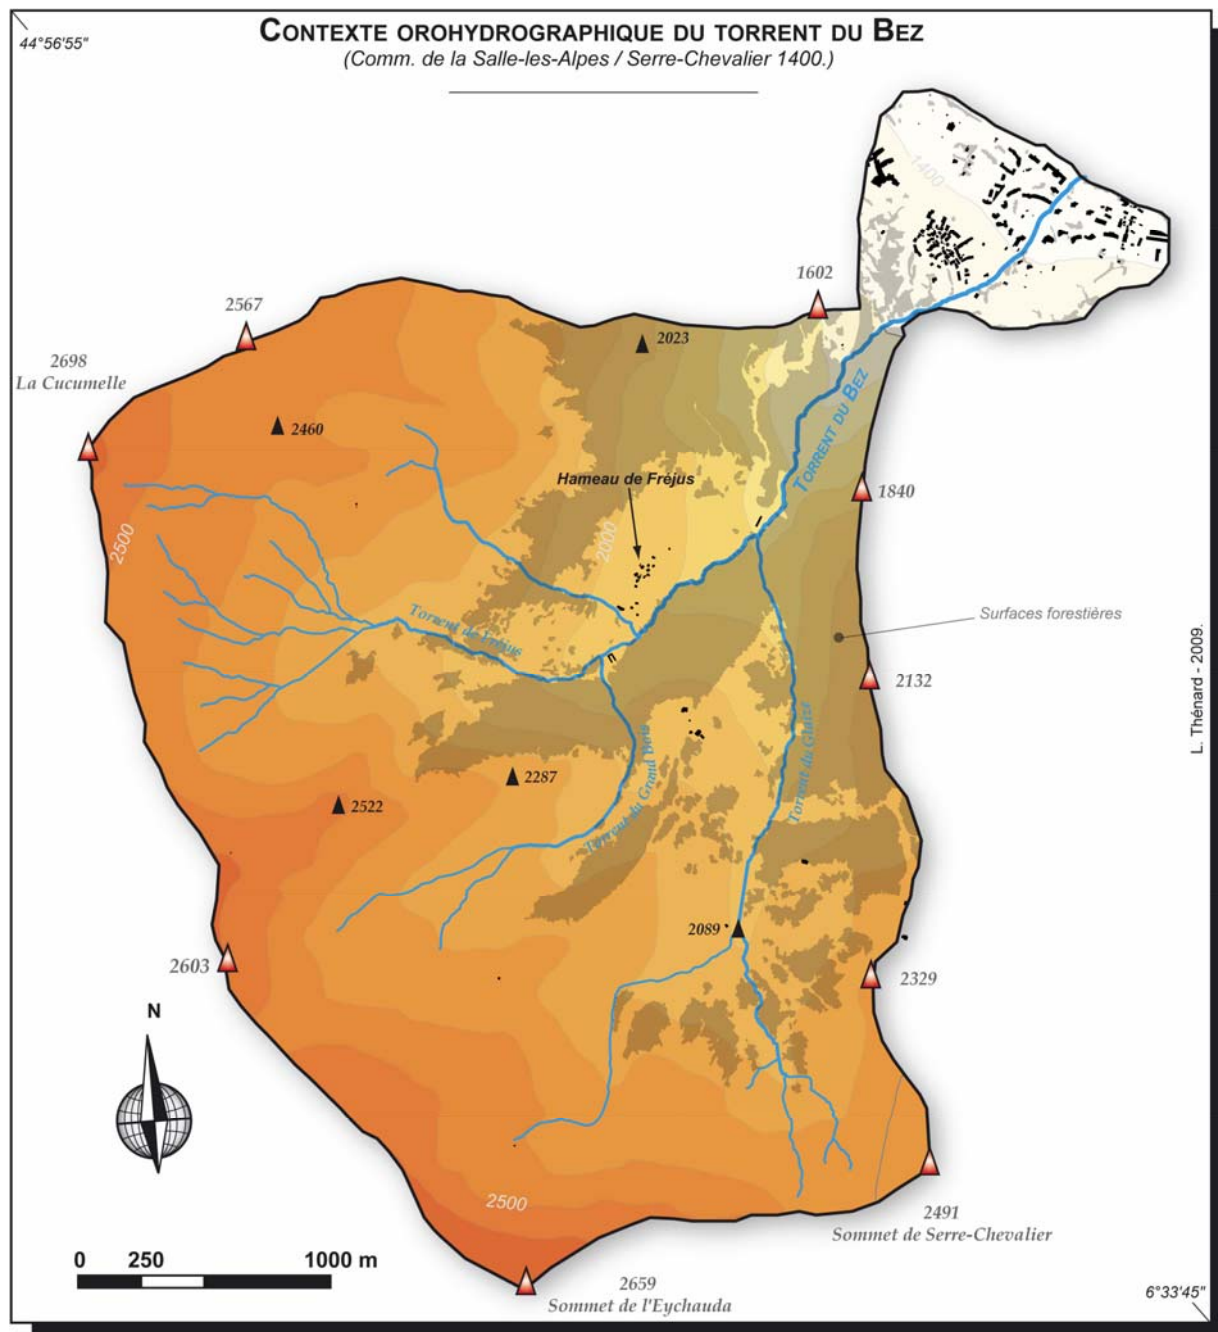 44°56'55"
CONTEXTE OROHYDROGRAPHIQUE DU TORRENT DU BEZ
(Comm. de la Salle-les-Alpes / Serre-Chevalier 1400.)
1400
1602
2567
2023
2698
La Cucumelle
TORRENT DU BEZ
2460
Hameau de Fréjus
1840
2500
2000
Torrent de Fréjus
Surfaces forestières
L. Thénard - 2009.
2132
Torrent du Glaize
Torrent du Grand Bois
2287
2522
2089
2603
2329
N
2500
2491
Sommet de Serre-Chevalier
0 250 1000 m
2659
Sommet de l'Eychauda
6°33'45"